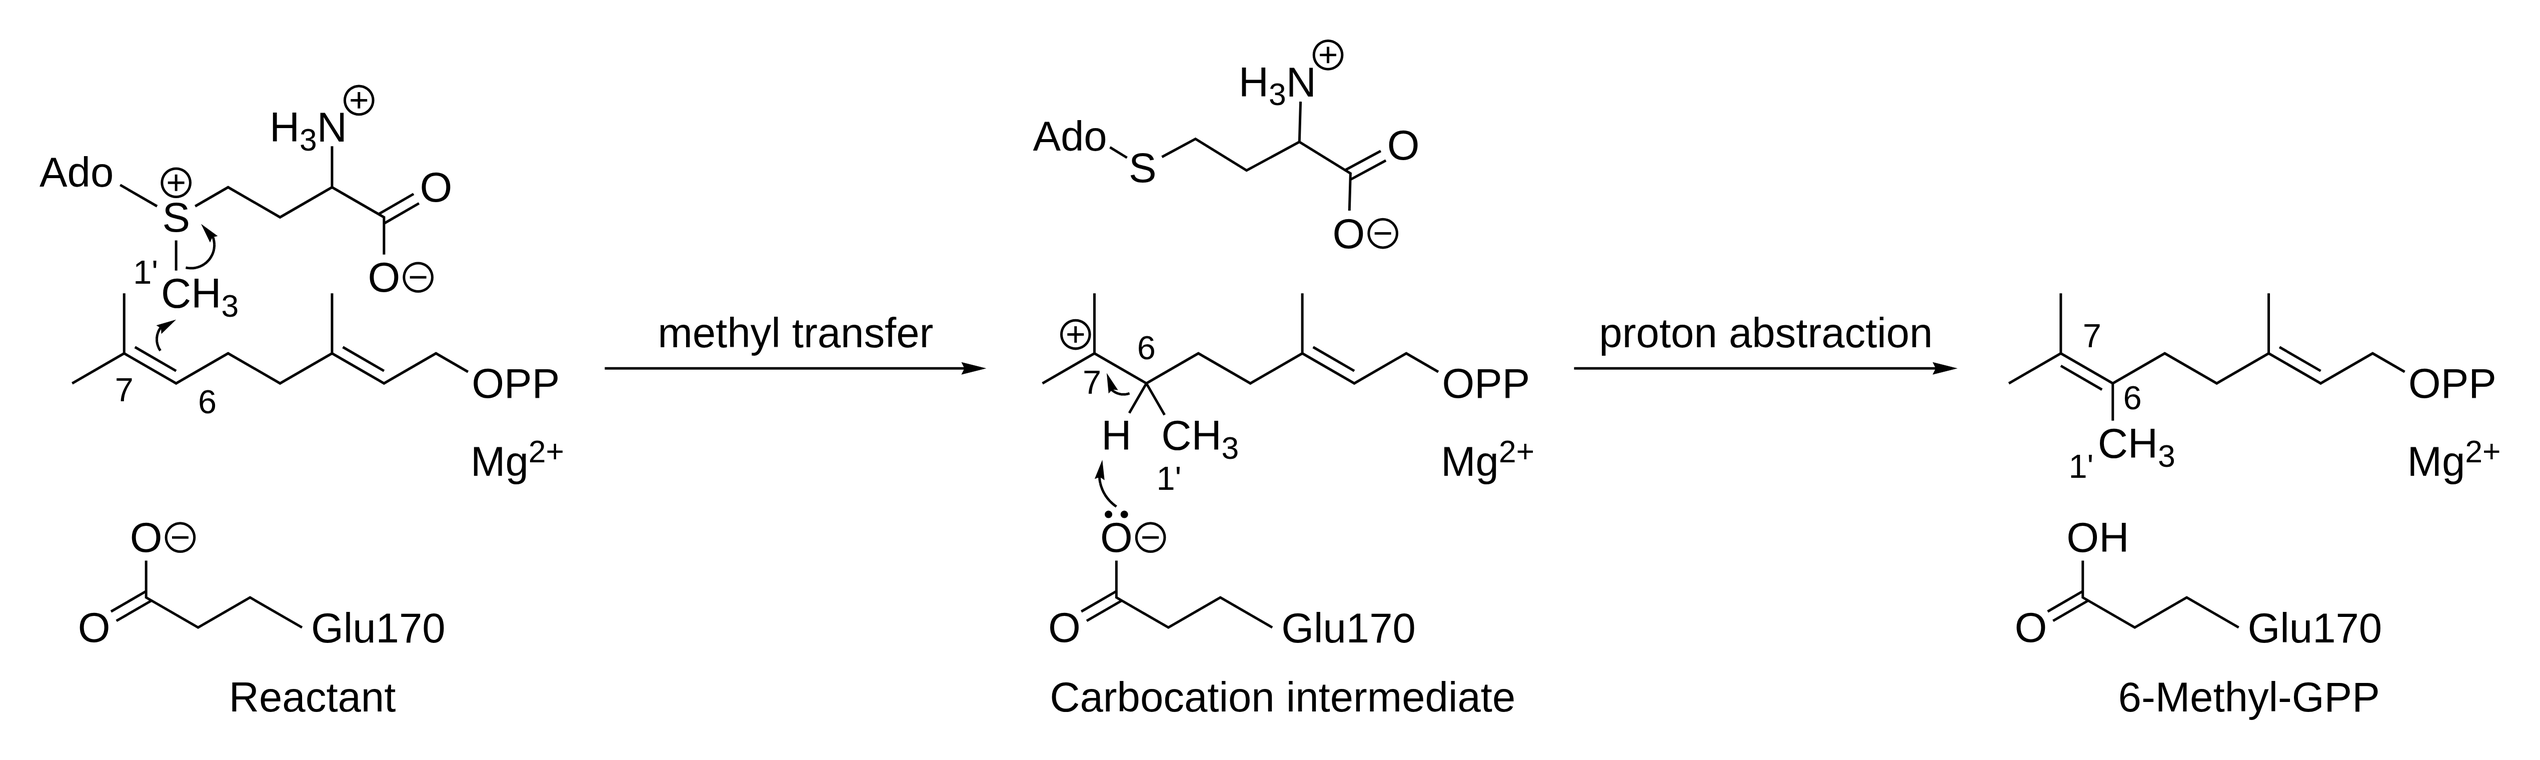 H3N⊕
Ado
⊕
S
O
O⊖
1'
CH3
7
6
OPP
Mg2+
O⊖
O
Glu170
Reactant
methyl transfer
H3N⊕
Ado
S
O
O⊖
⊕
6
7
OPP
H
CH3
1'
Mg2+
O⊖
O
Glu170
Carbocation intermediate
proton abstraction
7
6
OPP
1'
CH3
Mg2+
OH
O
Glu170
6-Methyl-GPP